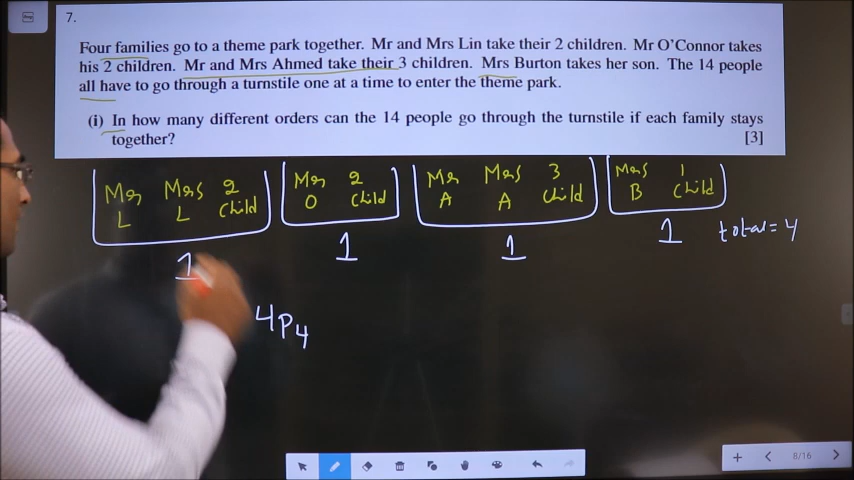 7.
Four families go to a theme park together. Mr and Mrs Lin take their 2 children. Mr O'Connor takes
his 2 children. Mr and Mrs Ahmed take their 3 children. Mrs Burton takes her son. The 14 people
all have to go through a turnstile one at a time to enter the theme park.
(i) In how many different orders can the 14 people go through the turnstile if each family stays
together? [3]
Mr L Mrs L 2 child
Mr O 2 child
Mr A Mrs A 3 child
Mrs B 1 child
1 1 1 1 total = 4
4P4
8/16